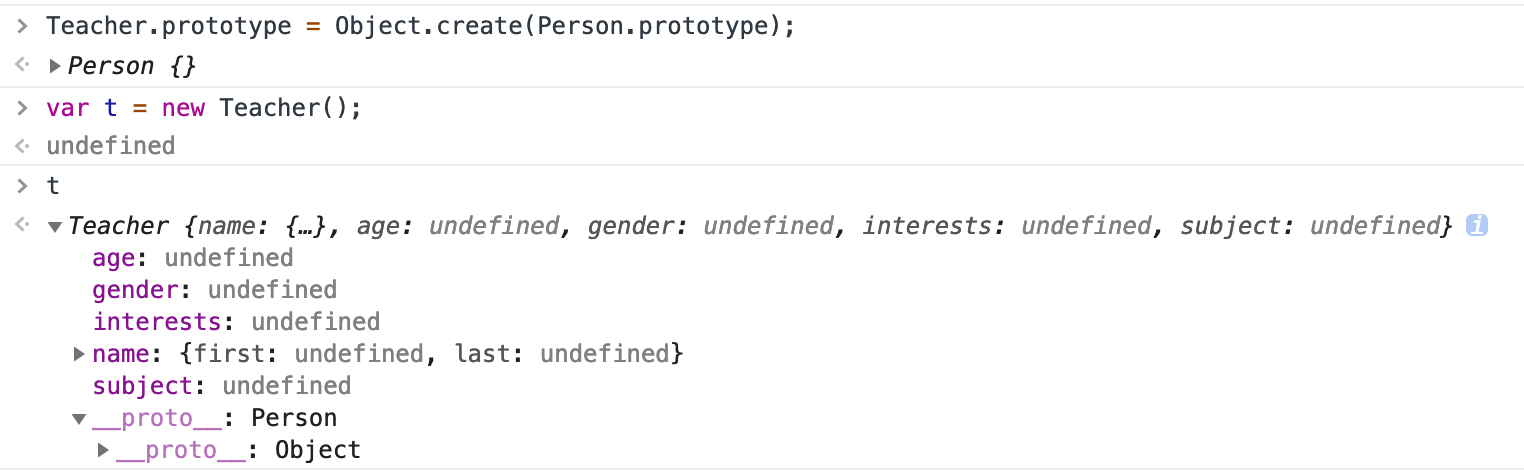 > Teacher.prototype = Object.create(Person.prototype);
<· ▶ Person {}
> var t = new Teacher();
<· undefined
> t
<· ▼ Teacher {name: {…}, age: undefined, gender: undefined, interests: undefined, subject: undefined} i
age: undefined
gender: undefined
interests: undefined
▶ name: {first: undefined, last: undefined}
subject: undefined
▼ __proto__: Person
▶ __proto__: Object